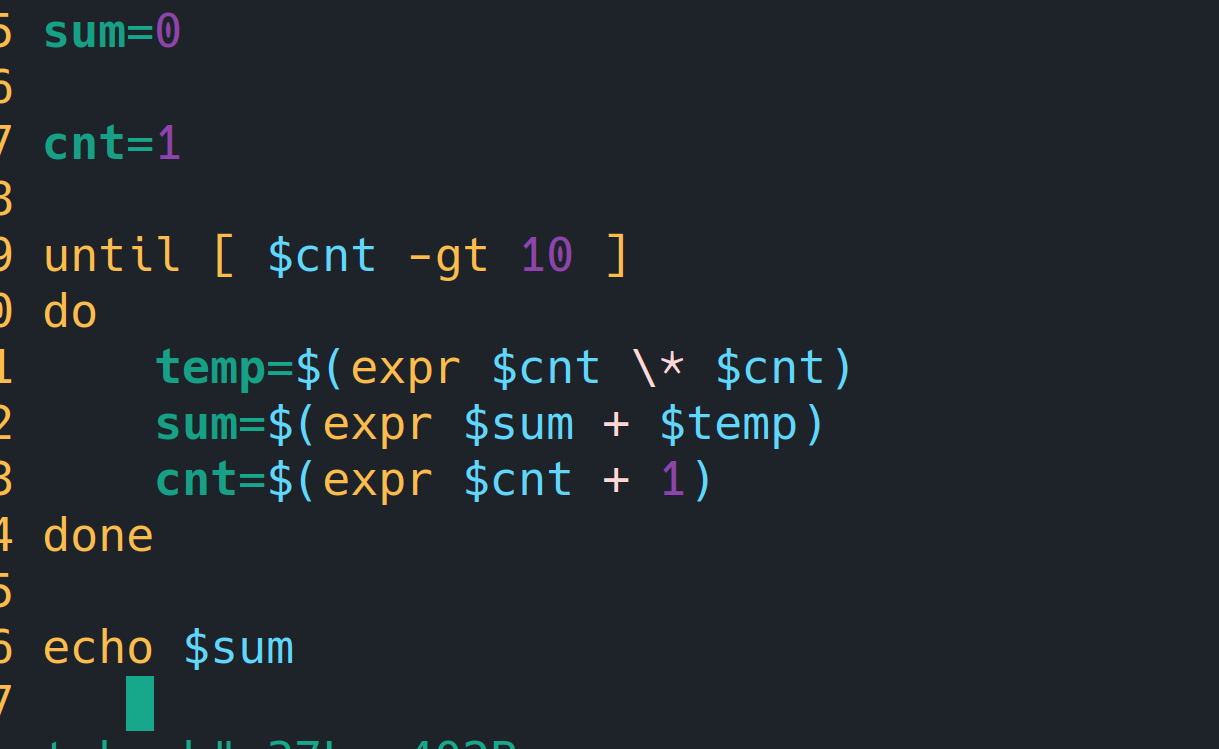 5 sum=0
6
7 cnt=1
8
9 until [ $cnt -gt 10 ]
0 do
1     temp=$(expr $cnt \* $cnt)
2     sum=$(expr $sum + $temp)
3     cnt=$(expr $cnt + 1)
4 done
5
6 echo $sum
7